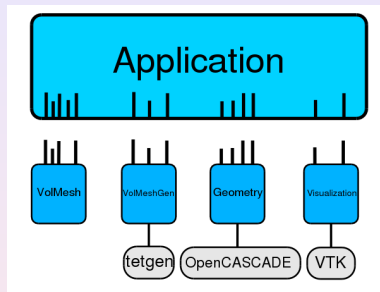 Application
VolMesh
VolMeshGen
Geometry
Visualization
tetgen
OpenCASCADE
VTK